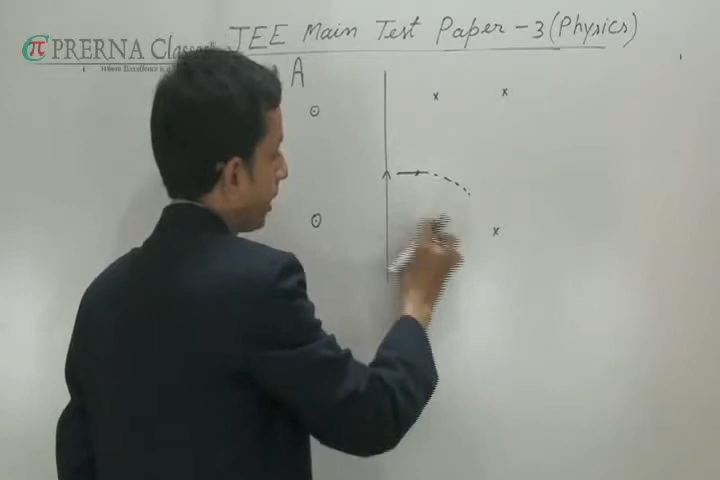 JEE Main Test Paper - 3 (Physics)
π PRERNA Classes
A
x x
x